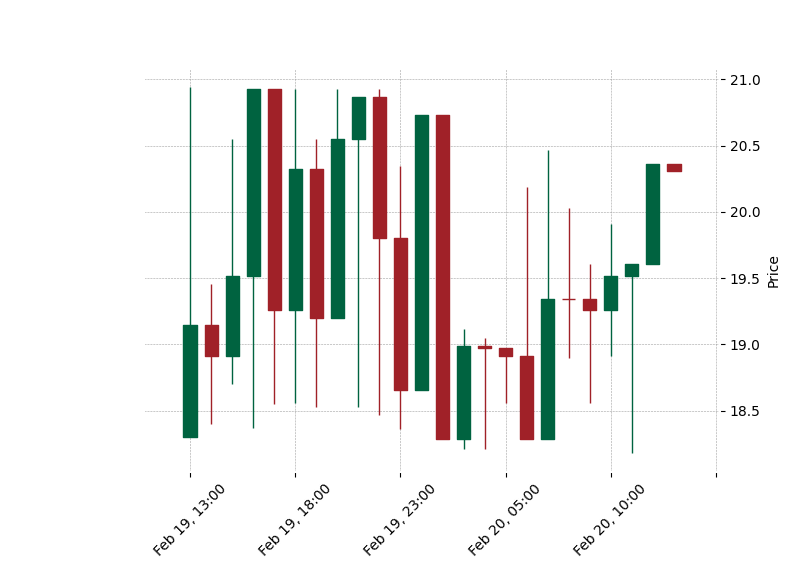 21.0
20.5
20.0
19.5
19.0
18.5
Price
Feb 19, 13:00
Feb 19, 18:00
Feb 19, 23:00
Feb 20, 05:00
Feb 20, 10:00